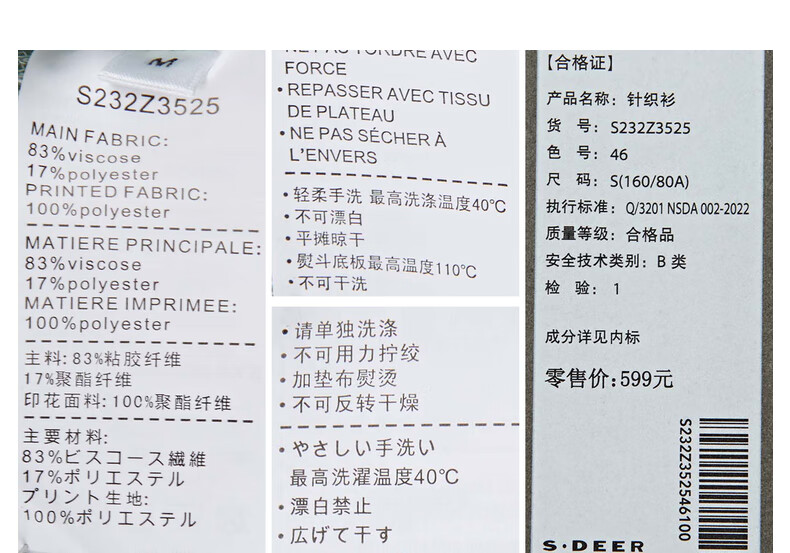 M
S232Z3525
MAIN FABRIC:
83%viscose
17%polyester
PRINTED FABRIC:
100%polyester
MATIERE PRINCIPALE:
83%viscose
17%polyester
MATIERE IMPRIMEE:
100%polyester
主料: 83%粘胶纤维
17%聚酯纤维
印花面料: 100%聚酯纤维
主要材料:
83%ビスコース繊維
17%ポリエステル
プリント生地:
100%ポリエステル
NE PAS TORDRE AVEC
FORCE
•REPASSER AVEC TISSU
DE PLATEAU
•NE PAS SÉCHER À
L'ENVERS
•轻柔手洗 最高洗涤温度40℃
•不可漂白
•平摊晾干
•熨斗底板最高温度110℃
•不可干洗
•请单独洗涤
•不可用力拧绞
•加垫布熨烫
•不可反转干燥
•やさしい手洗い
最高洗濯温度40℃
•漂白禁止
•広げて干す
【合格证】
产品名称: 针织衫
货 号: S232Z3525
色 号: 46
尺 码: S(160/80A)
执行标准: Q/3201 NSDA 002-2022
质量等级: 合格品
安全技术类别: B 类
检 验: 1
成分详见内标
零售价: 599元
S232Z352546100
S·DEER